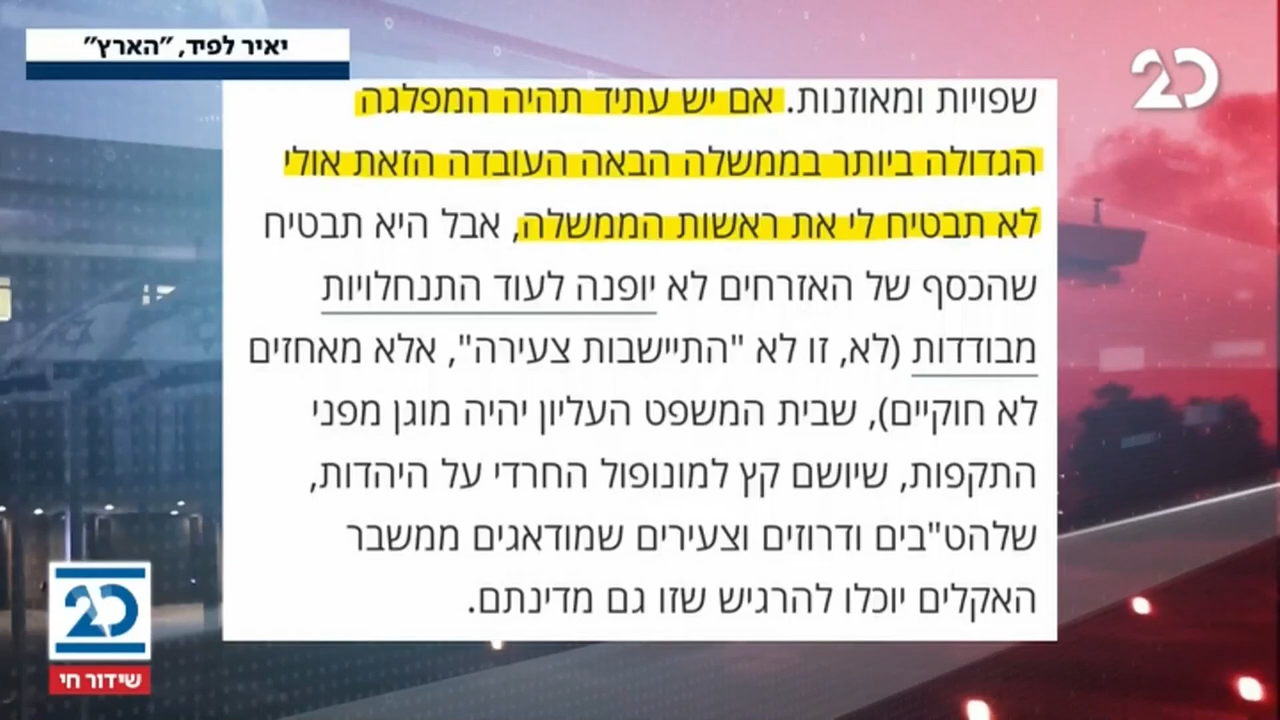 יאיר לפיד, "הארץ"
20
שפויות ומאוזנות. אם יש עתיד תהיה המפלגה
הגדולה ביותר בממשלה הבאה העובדה הזאת אולי
לא תבטיח לי את ראשות הממשלה, אבל היא תבטיח
שהכסף של האזרחים לא יופנה לעוד התנחלויות
מבודדות (לא, זו לא "התיישבות צעירה", אלא מאחזים
לא חוקיים), שבית המשפט העליון יהיה מוגן מפני
התקפות, שיושם קץ למונופול החרדי על היהדות,
שלהט"בים ודרוזים וצעירים שמודאגים ממשבר
האקלים יוכלו להרגיש שזו גם מדינתם.
20
שידור חי